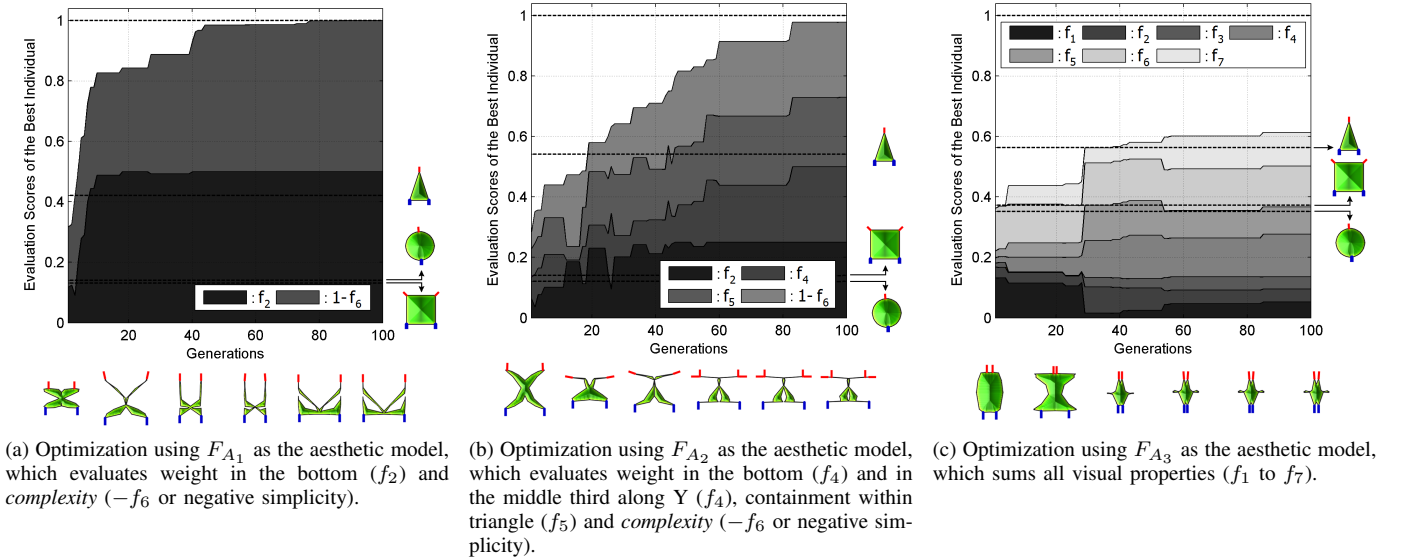 Evaluation Scores of the Best Individual
1
0.8
0.6
0.4
0.2
0
20 40 60 80 100
Generations
: f2 : 1-f6
Evaluation Scores of the Best Individual
1
0.8
0.6
0.4
0.2
0
20 40 60 80 100
Generations
: f2 : f4
: f5 : 1-f6
Evaluation Scores of the Best Individual
1
0.8
0.6
0.4
0.2
0
20 40 60 80 100
Generations
: f1 : f2 : f3 : f4
: f5 : f6 : f7
(a) Optimization using FA1 as the aesthetic model,
which evaluates weight in the bottom (f2) and
complexity (−f6 or negative simplicity).
(b) Optimization using FA2 as the aesthetic model,
which evaluates weight in the bottom (f4) and in
the middle third along Y (f4), containment within
triangle (f5) and complexity (−f6 or negative sim-
plicity).
(c) Optimization using FA3 as the aesthetic model,
which sums all visual properties (f1 to f7).